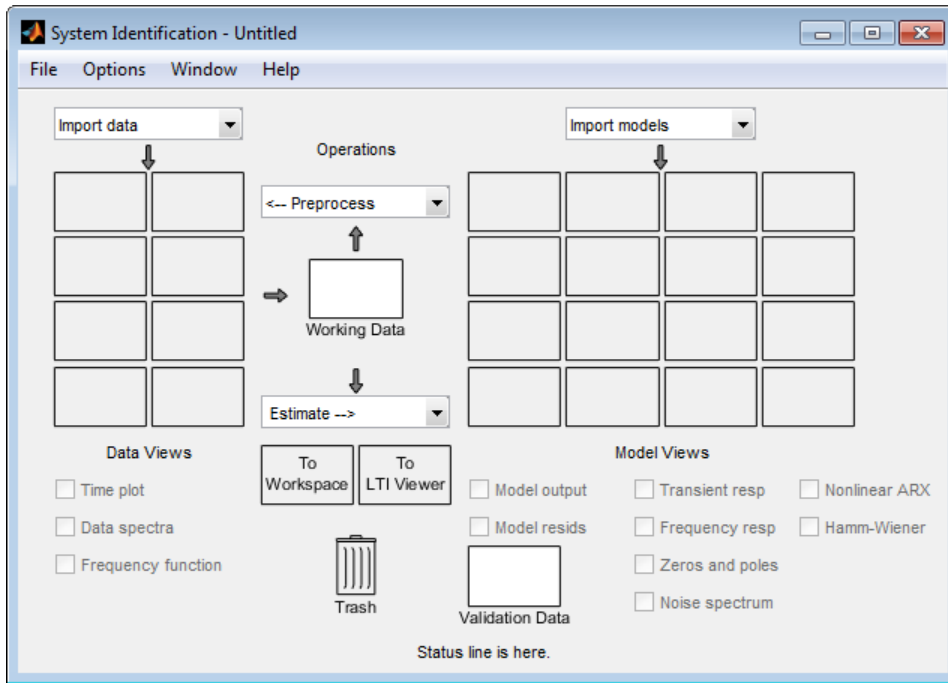 System Identification - Untitled
File Options Window Help
Import data
Import models
Operations
<-- Preprocess
Working Data
Estimate -->
Data Views
Model Views
To
Workspace
To
LTI Viewer
Time plot
Data spectra
Frequency function
Model output
Model resids
Transient resp
Frequency resp
Zeros and poles
Noise spectrum
Nonlinear ARX
Hamm-Wiener
Trash
Validation Data
Status line is here.